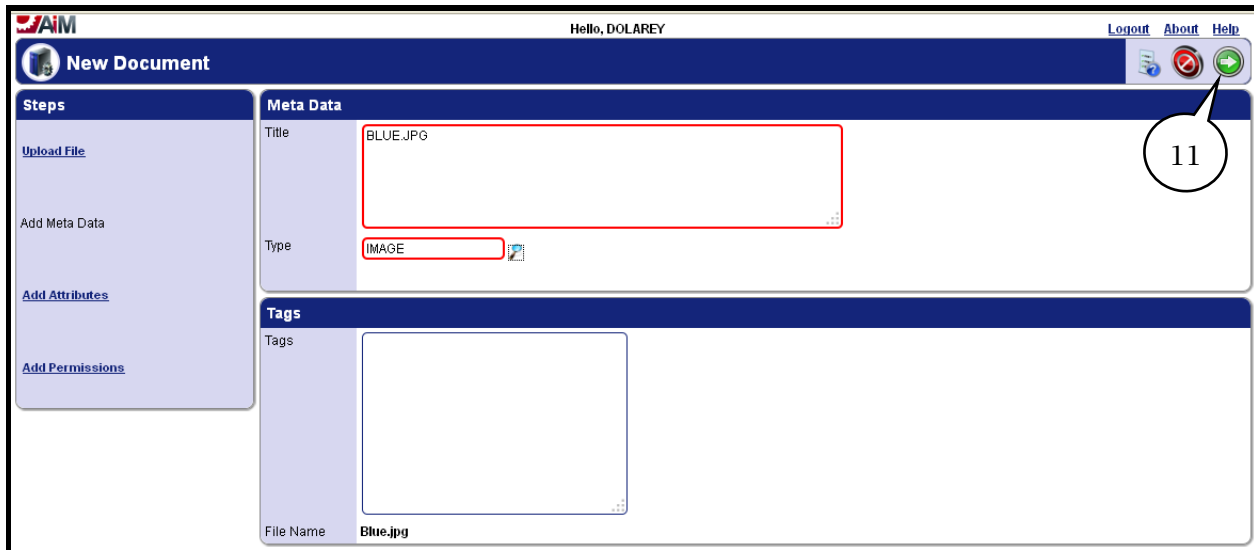 AiM
Hello, DOLAREY
Logout About Help
New Document
11
Steps
Upload File
Add Meta Data
Add Attributes
Add Permissions
Meta Data
Title BLUE.JPG
Type IMAGE
Tags
Tags
File Name Blue.jpg